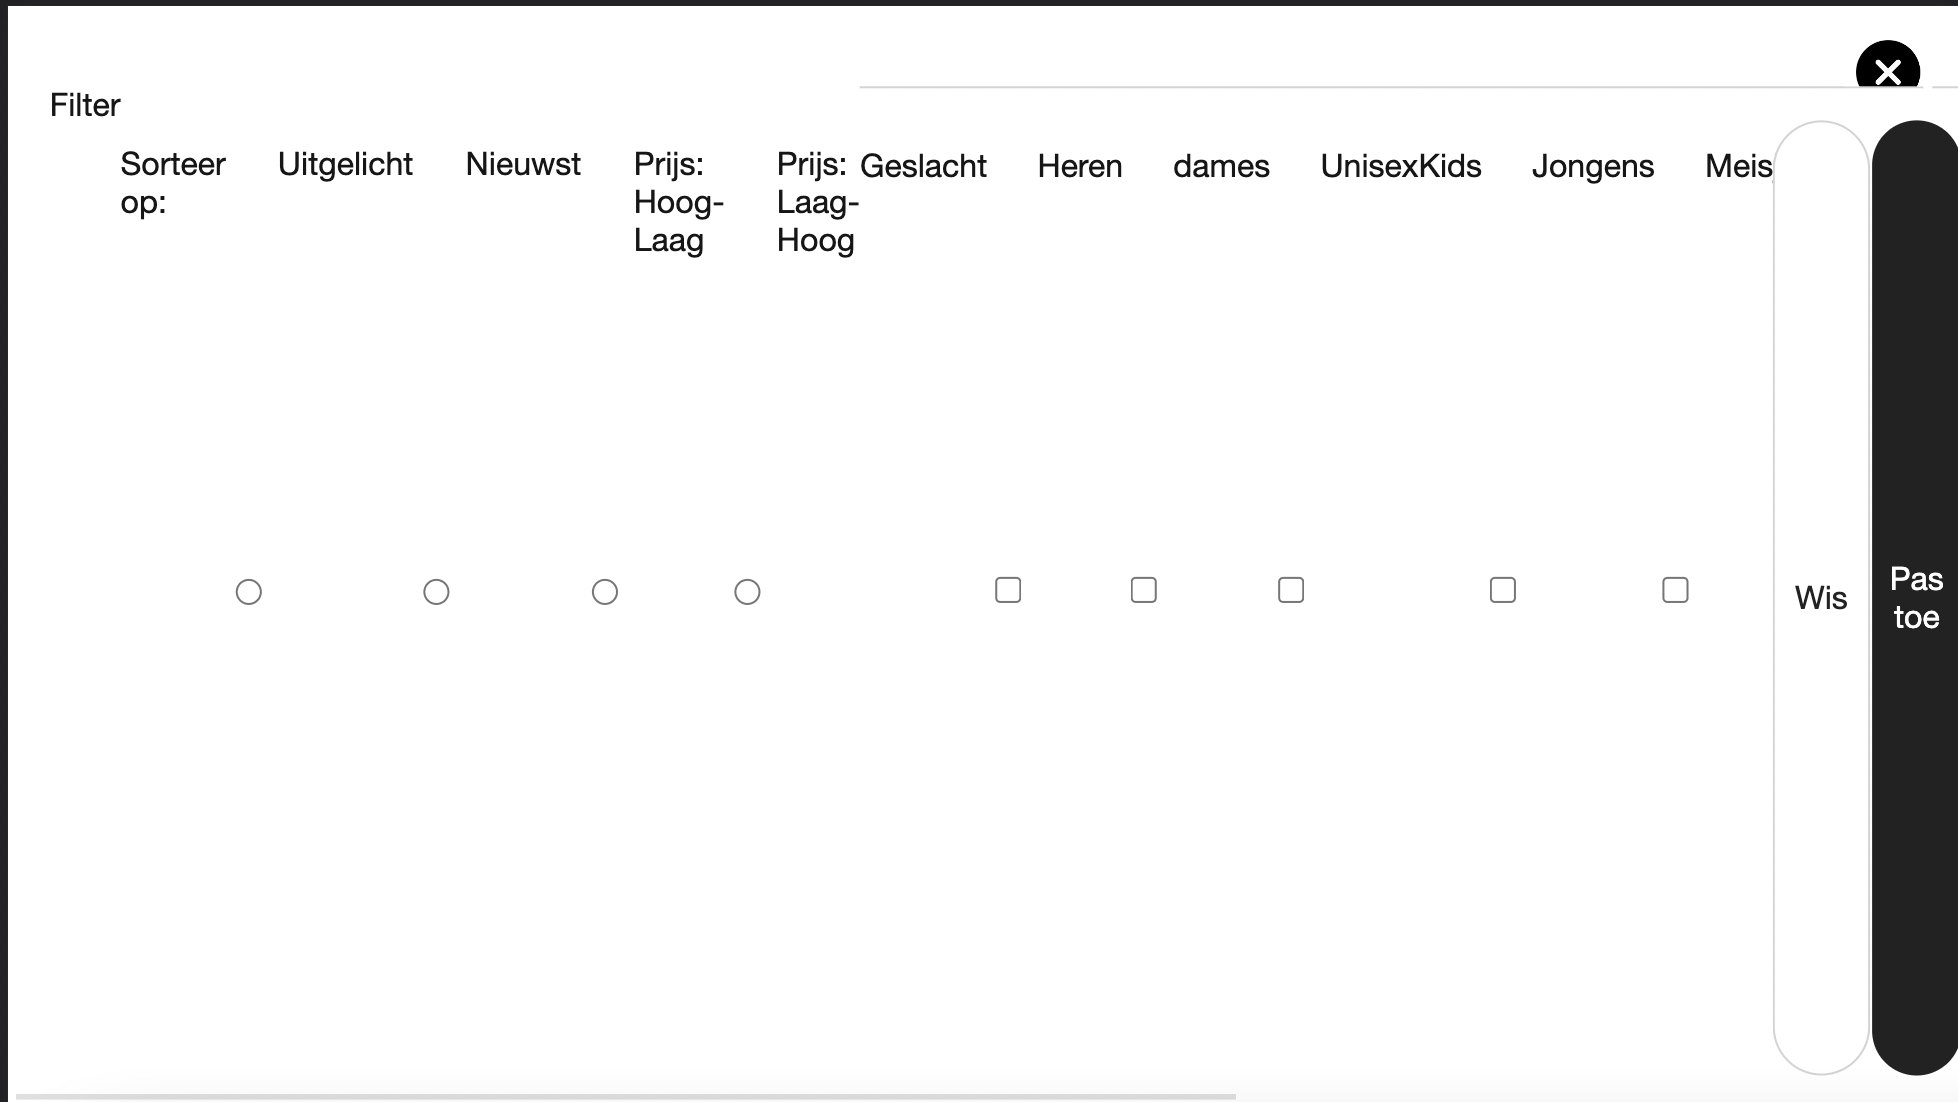 Filter
Sorteer
op:
Uitgelicht
Nieuwst
Prijs:
Hoog-
Laag
Prijs:
Laag-
Hoog
Geslacht
Heren
dames
UnisexKids
Jongens
Meis
Wis
Pas
toe